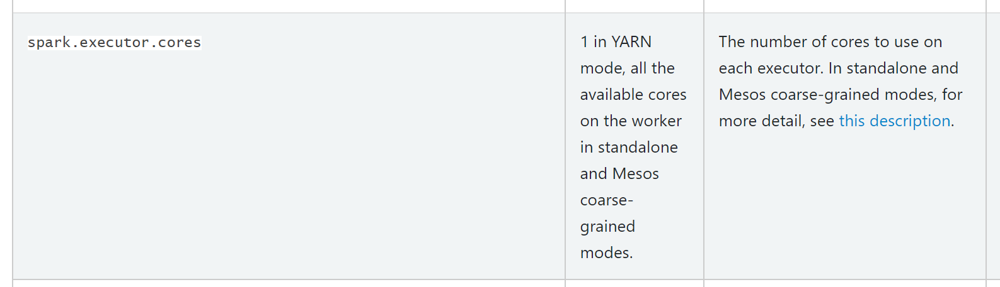 spark.executor.cores
1 in YARN
mode, all the
available cores
on the worker
in standalone
and Mesos
coarse-
grained
modes.
The number of cores to use on
each executor. In standalone and
Mesos coarse-grained modes, for
more detail, see this description.